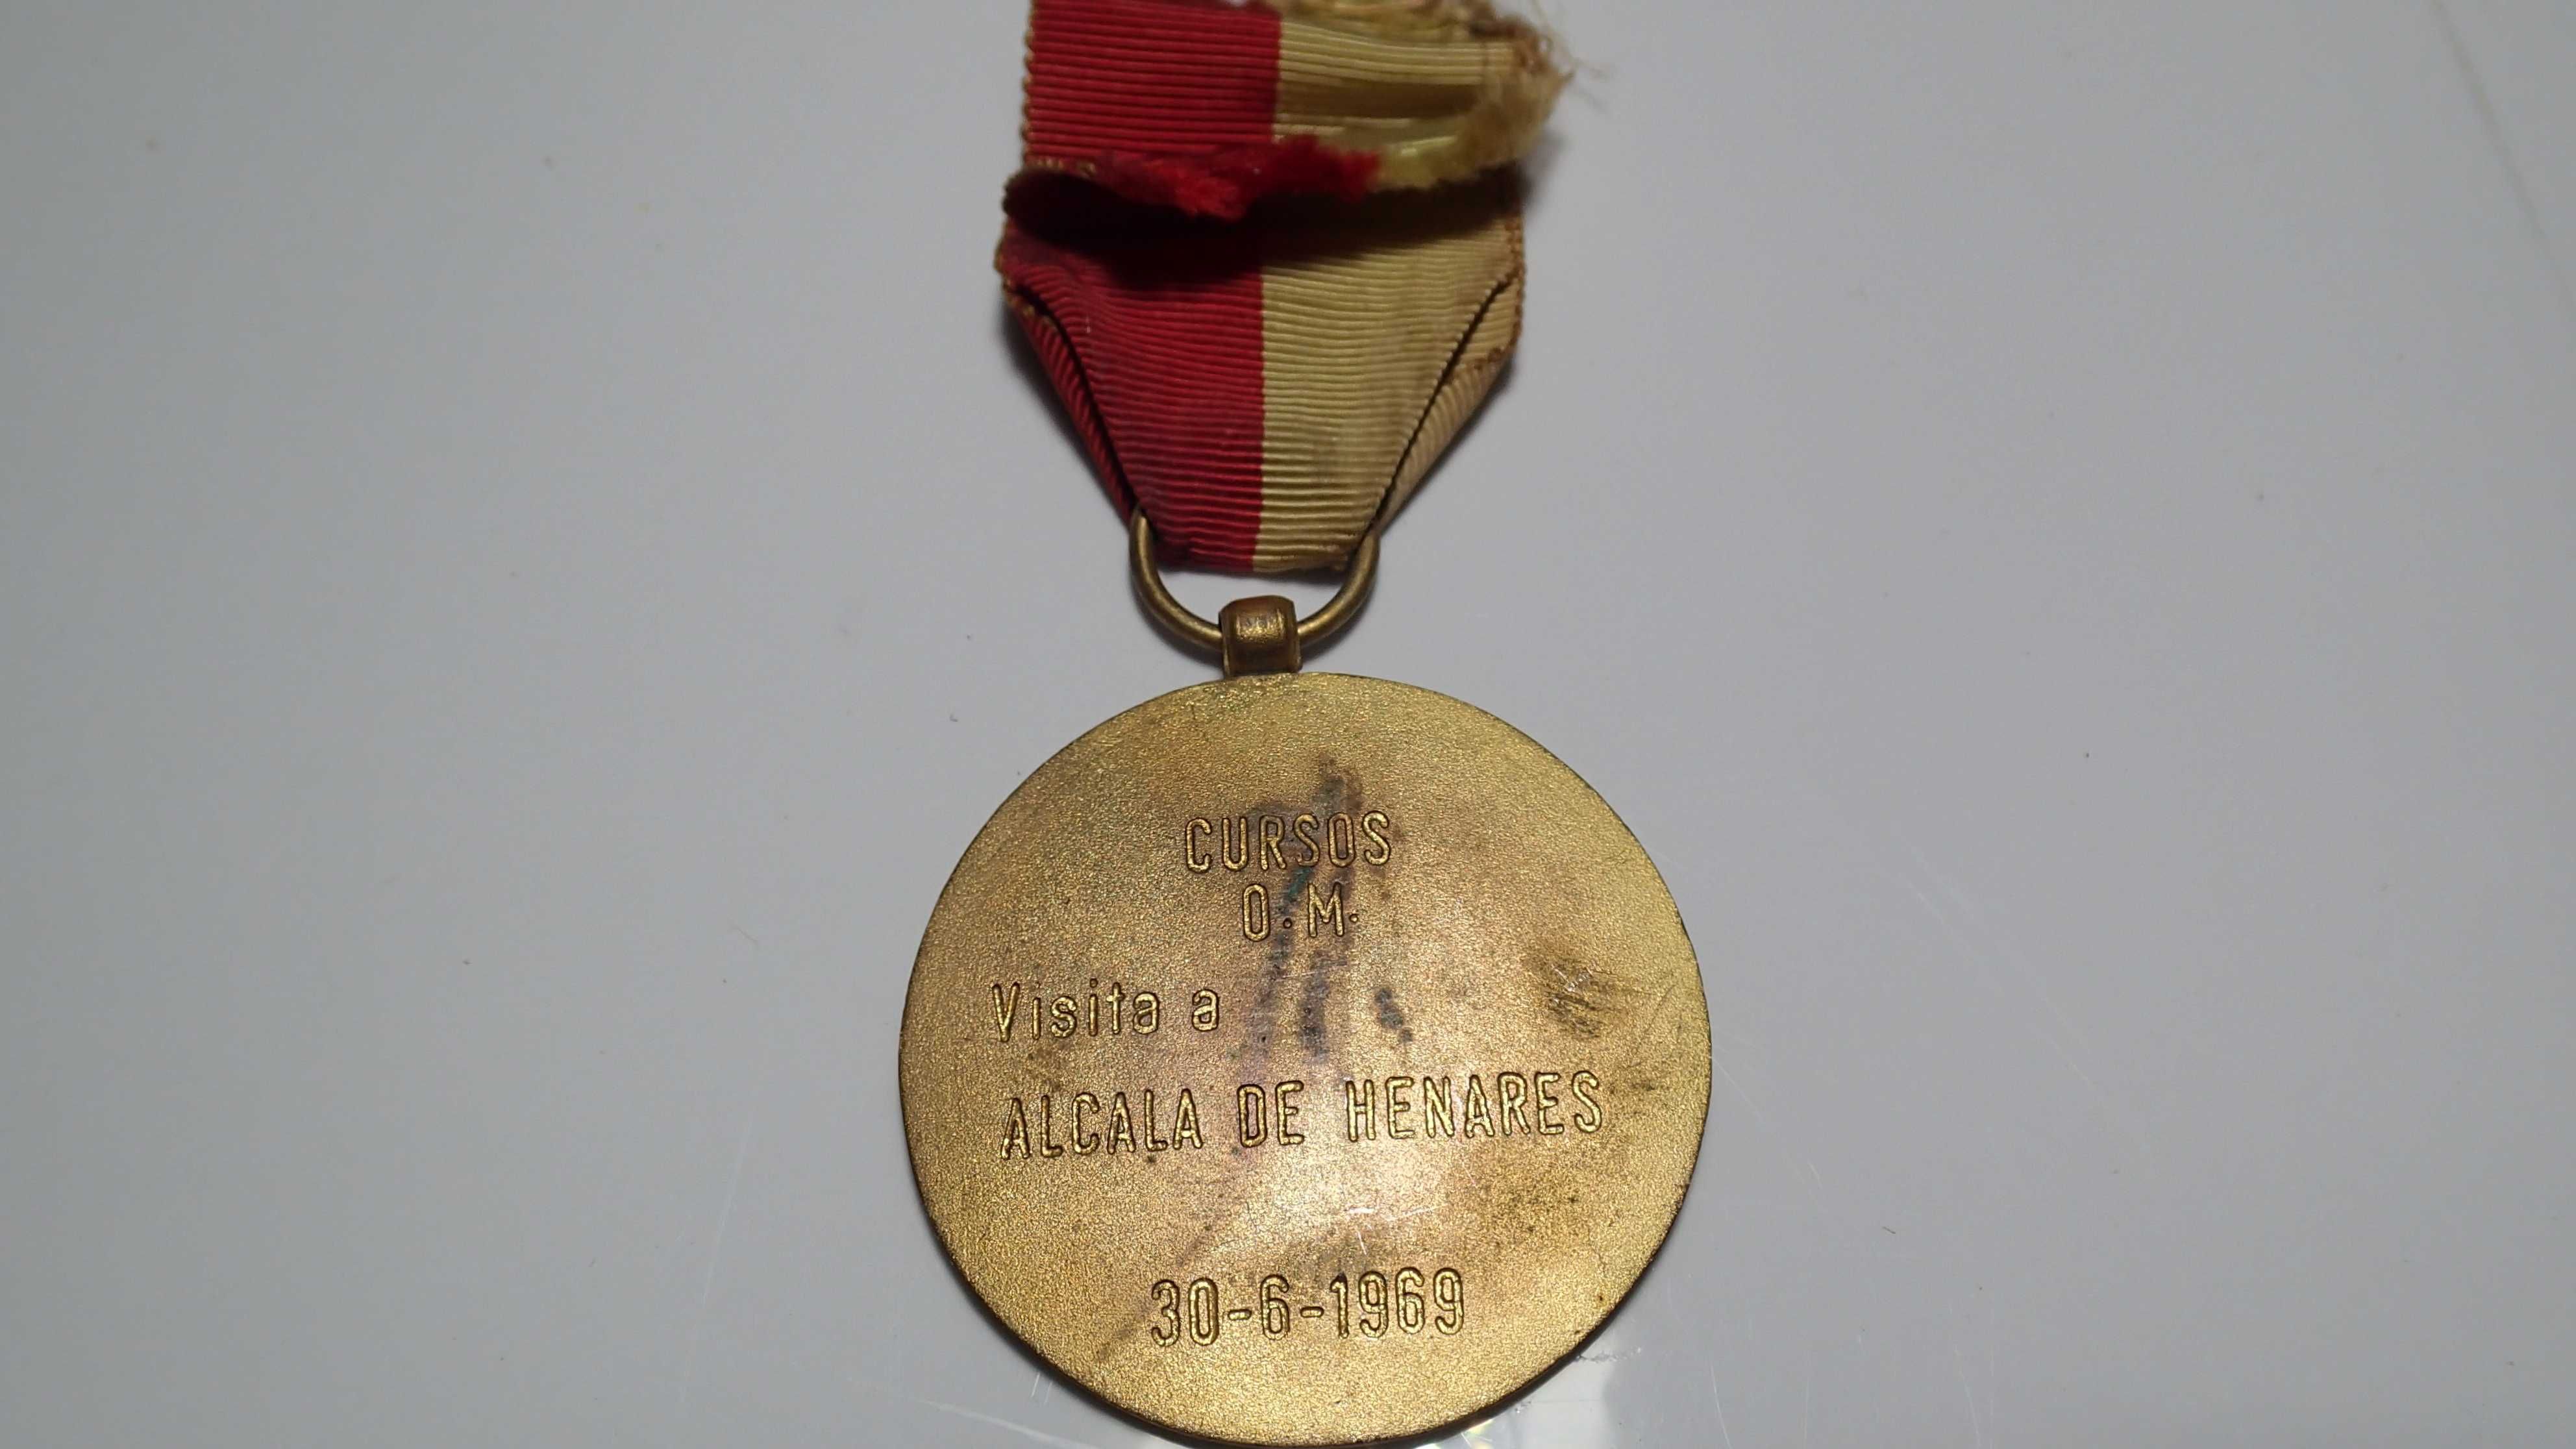 CURSOS
O.M.
Visita a
ALCALA DE HENARES
30-6-1969